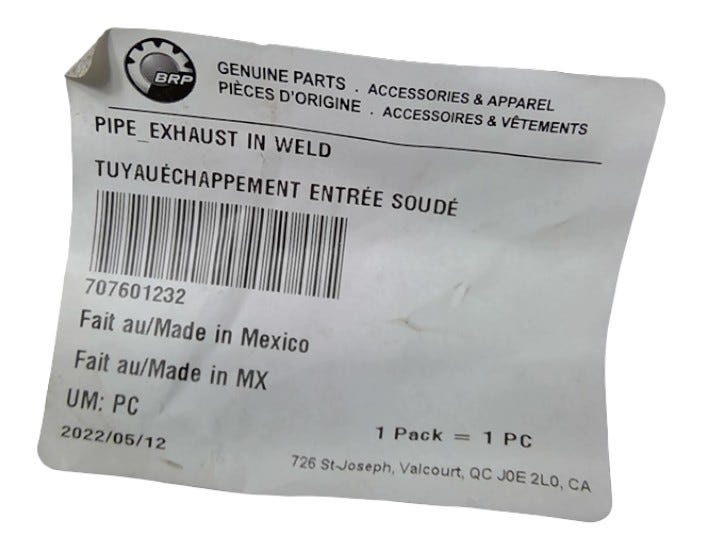 BRP
GENUINE PARTS . ACCESSORIES & APPAREL
PIÈCES D'ORIGINE . ACCESSOIRES & VÊTEMENTS
PIPE_EXHAUST IN WELD
TUYAUÉCHAPPEMENT ENTRÉE SOUDÉ
707601232
Fait au/Made in Mexico
Fait au/Made in MX
UM: PC
2022/05/12
1 Pack = 1 PC
726 St-Joseph, Valcourt, QC J0E 2L0, CA